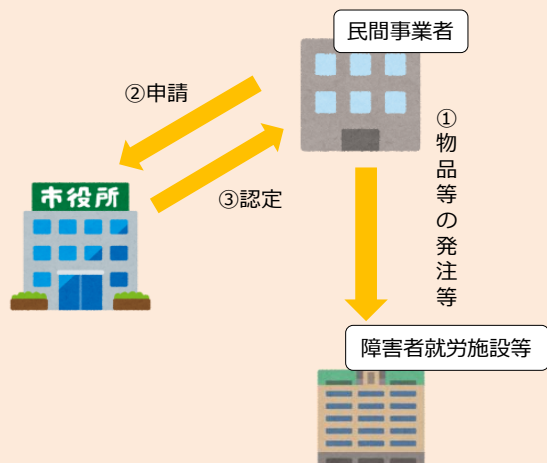 民間事業者
②申請
①物品等の発注等
③認定
市役所
障害者就労施設等